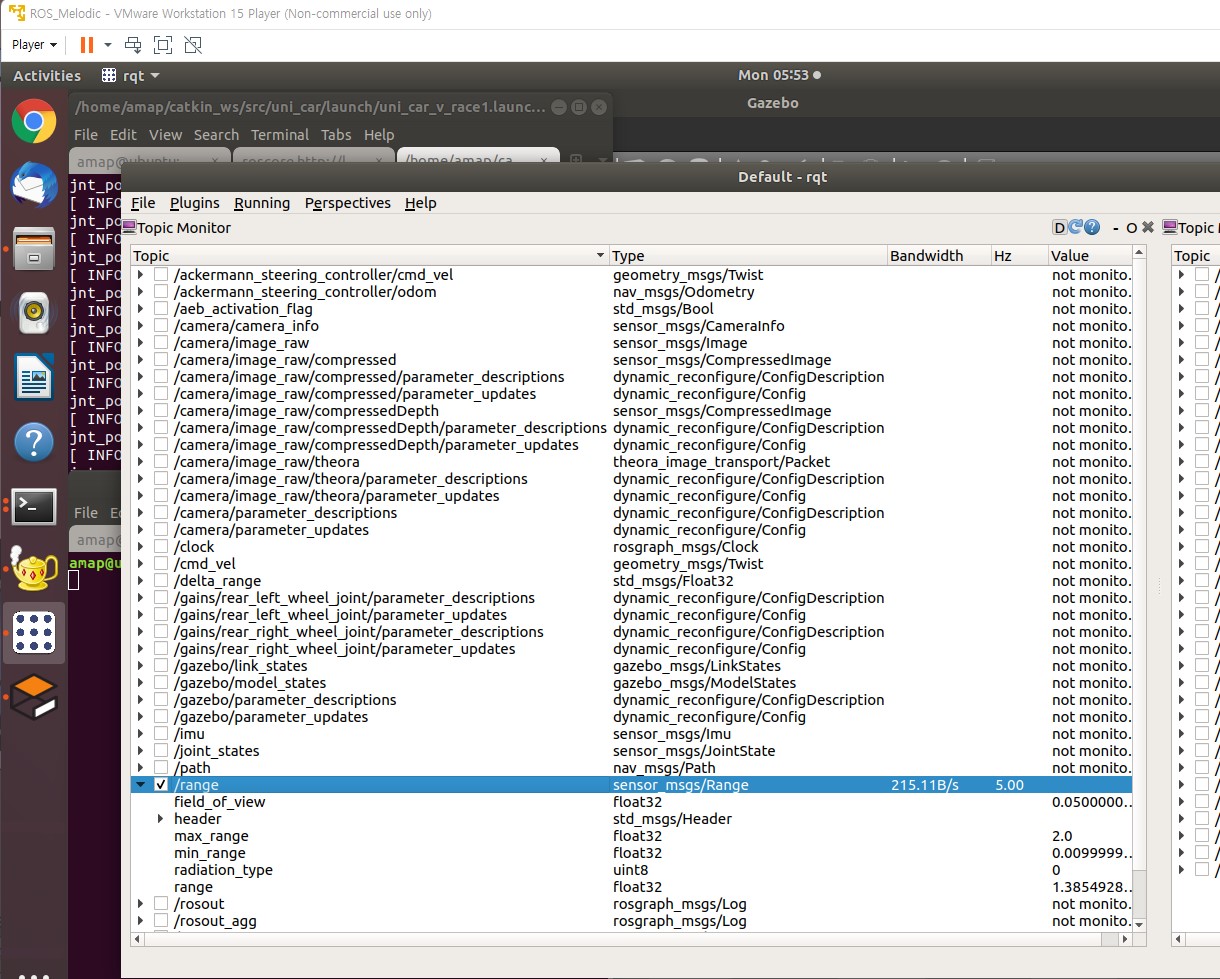 ROS_Melodic - VMware Workstation 15 Player (Non-commercial use only)
Player
Activities rqt Mon 05:53
/home/amap/catkin_ws/src/uni_car/launch/uni_car_v_race1.launc...
Gazebo
File Edit View Search Terminal Tabs Help
amap@ubuntu: roscore http://l /home/amap/ca
Default - rqt
jnt_po
[ INFO
jnt_po
[ INFO
jnt_po
[ INFO
jnt_po
[ INFO
jnt_po
[ INFO
jnt_po
[ INFO
jnt_po
[ INFO
jnt_po
[ INFO
File Ed
amap@
amap@u
File Plugins Running Perspectives Help
Topic Monitor D - O Topic
Topic Type Bandwidth Hz Value Topic
/ackermann_steering_controller/cmd_vel geometry_msgs/Twist not monito.
/ackermann_steering_controller/odom nav_msgs/Odometry not monito.
/aeb_activation_flag std_msgs/Bool not monito.
/camera/camera_info sensor_msgs/CameraInfo not monito.
/camera/image_raw sensor_msgs/Image not monito.
/camera/image_raw/compressed sensor_msgs/CompressedImage not monito.
/camera/image_raw/compressed/parameter_descriptions dynamic_reconfigure/ConfigDescription not monito.
/camera/image_raw/compressed/parameter_updates dynamic_reconfigure/Config not monito.
/camera/image_raw/compressedDepth sensor_msgs/CompressedImage not monito.
/camera/image_raw/compressedDepth/parameter_descriptions dynamic_reconfigure/ConfigDescription not monito.
/camera/image_raw/compressedDepth/parameter_updates dynamic_reconfigure/Config not monito.
/camera/image_raw/theora theora_image_transport/Packet not monito.
/camera/image_raw/theora/parameter_descriptions dynamic_reconfigure/ConfigDescription not monito.
/camera/image_raw/theora/parameter_updates dynamic_reconfigure/Config not monito.
/camera/parameter_descriptions dynamic_reconfigure/ConfigDescription not monito.
/camera/parameter_updates dynamic_reconfigure/Config not monito.
/clock rosgraph_msgs/Clock not monito.
/cmd_vel geometry_msgs/Twist not monito.
/delta_range std_msgs/Float32 not monito.
/gains/rear_left_wheel_joint/parameter_descriptions dynamic_reconfigure/ConfigDescription not monito.
/gains/rear_left_wheel_joint/parameter_updates dynamic_reconfigure/Config not monito.
/gains/rear_right_wheel_joint/parameter_descriptions dynamic_reconfigure/ConfigDescription not monito.
/gains/rear_right_wheel_joint/parameter_updates dynamic_reconfigure/Config not monito.
/gazebo/link_states gazebo_msgs/LinkStates not monito.
/gazebo/model_states gazebo_msgs/ModelStates not monito.
/gazebo/parameter_descriptions dynamic_reconfigure/ConfigDescription not monito.
/gazebo/parameter_updates dynamic_reconfigure/Config not monito.
/imu sensor_msgs/Imu not monito.
/joint_states sensor_msgs/JointState not monito.
/path nav_msgs/Path not monito.
/range sensor_msgs/Range 215.11B/s 5.00
field_of_view float32 0.0500000..
header std_msgs/Header
max_range float32 2.0
min_range float32 0.0099999..
radiation_type uint8 0
range float32 1.3854928..
/rosout rosgraph_msgs/Log not monito.
/rosout_agg rosgraph_msgs/Log not monito.